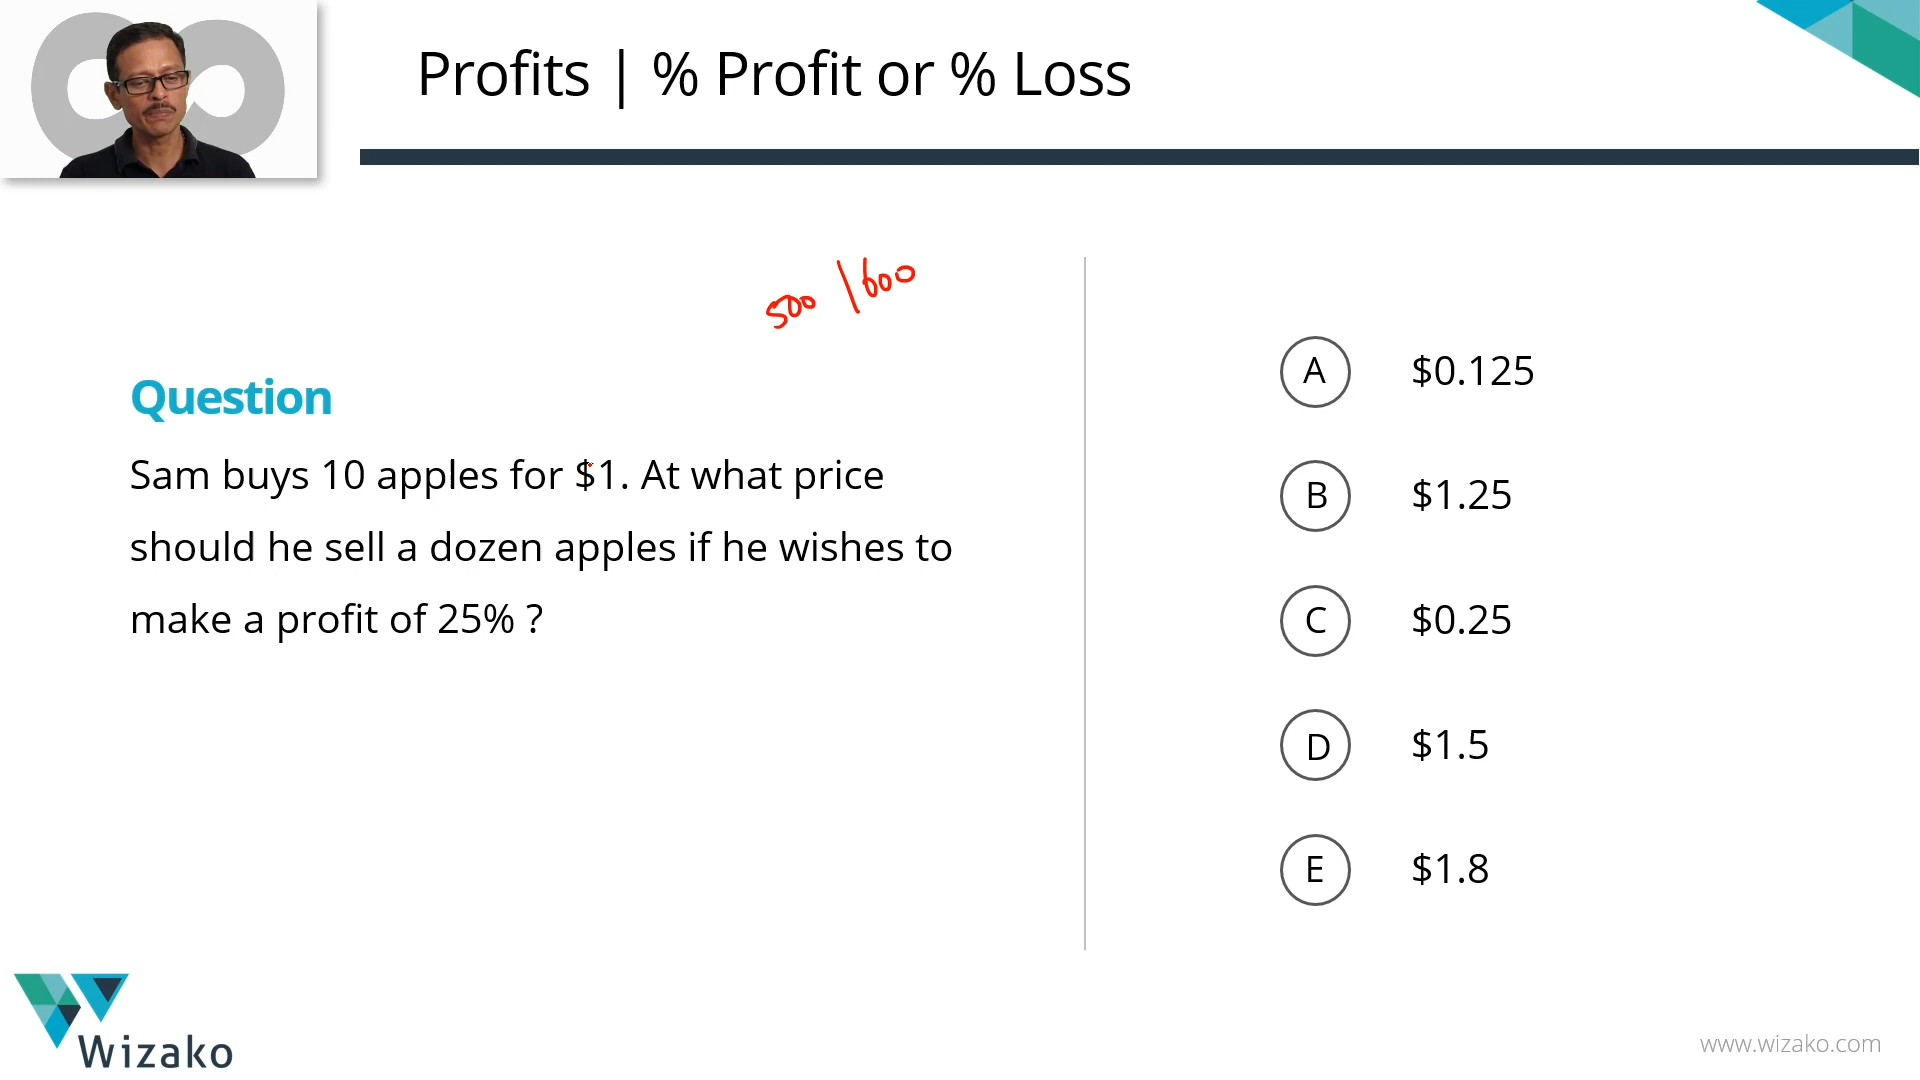 Profits | % Profit or % Loss
500 / 600
Question
Sam buys 10 apples for $1. At what price
should he sell a dozen apples if he wishes to
make a profit of 25% ?
A $0.125
B $1.25
C $0.25
D $1.5
E $1.8
Wizako
www.wizako.com